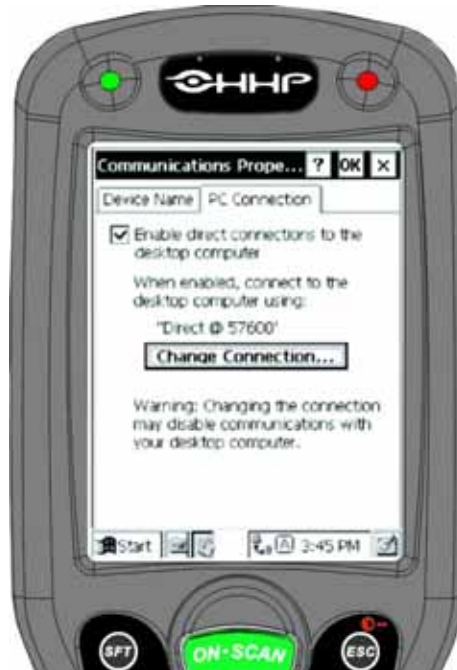 HHP
Communications Prope... ? OK ×
Device Name PC Connection
Enable direct connections to the
desktop computer
When enabled, connect to the
desktop computer using:
"Direct @ 57600'
Change Connection...
Warning: Changing the connection
may disable communications with
your desktop computer.
Start A 3:45 PM
SFT ON•SCAN ESC